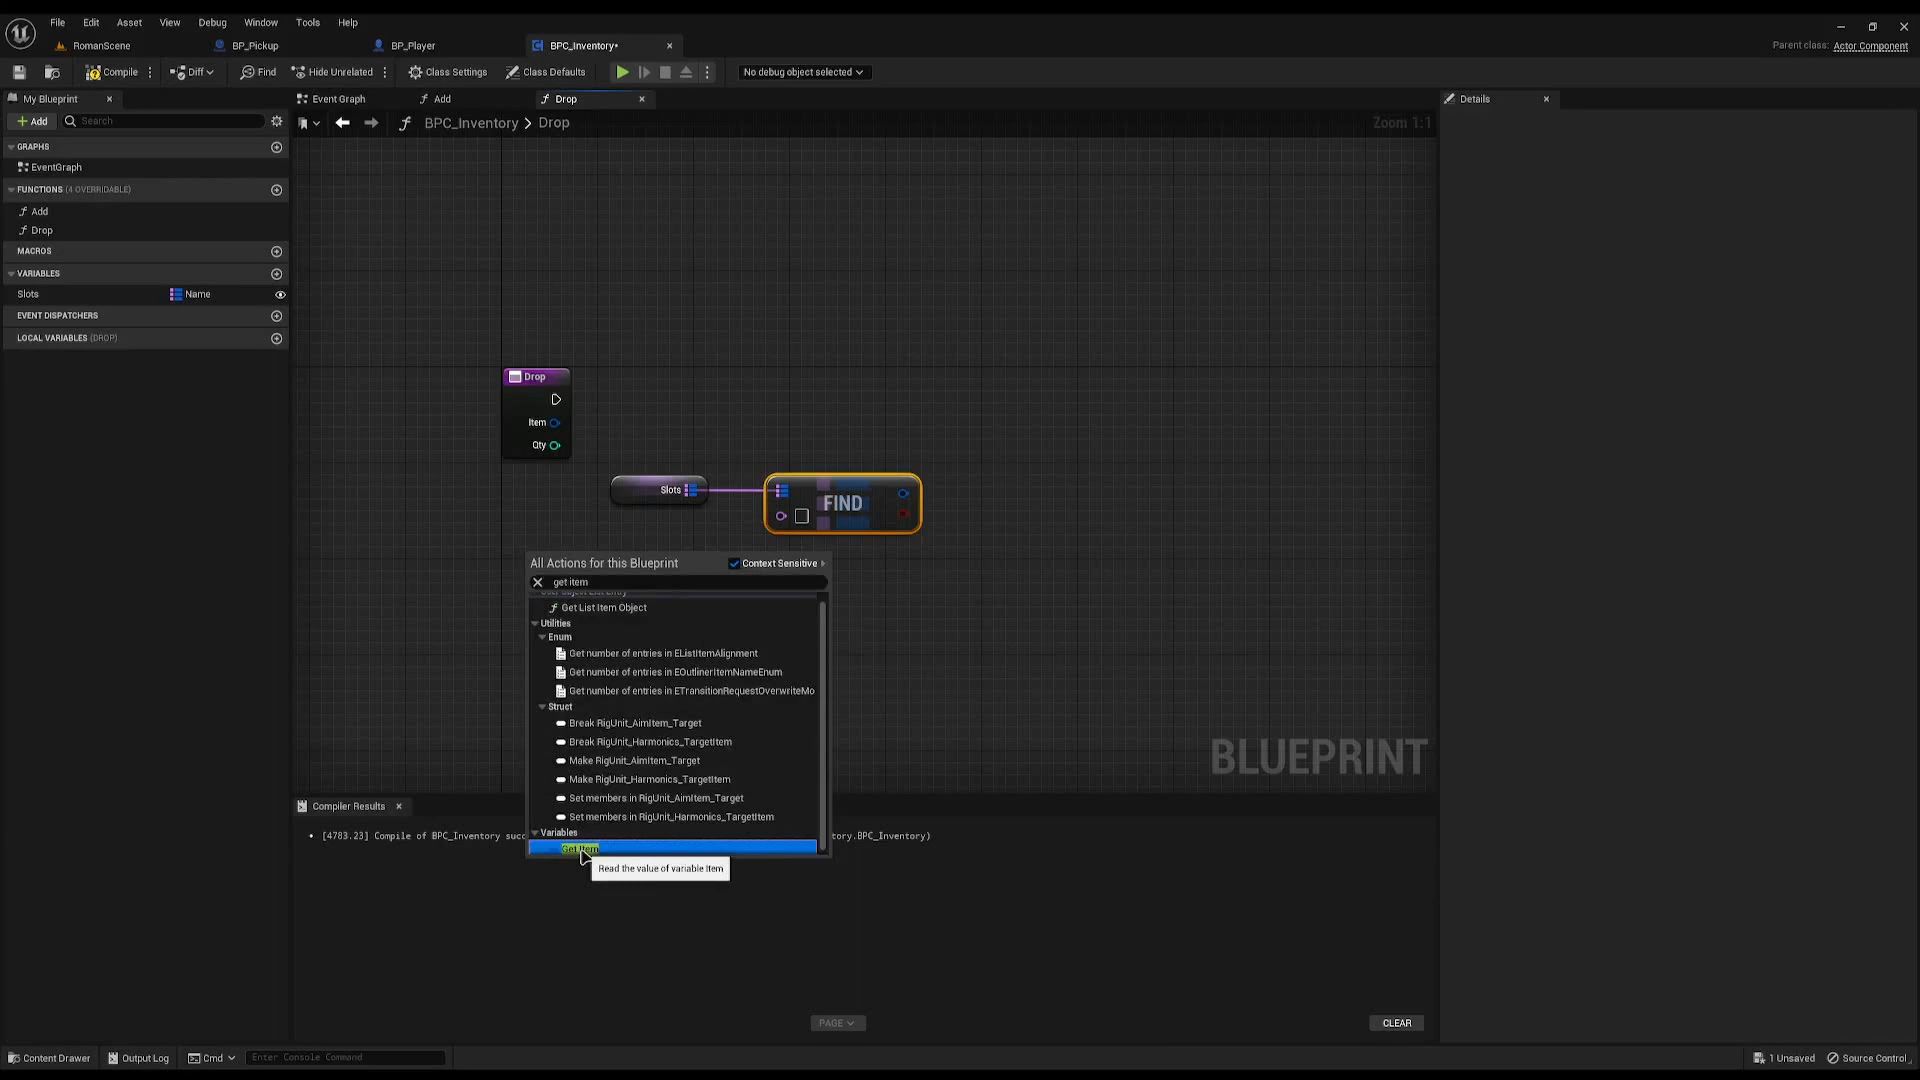 File Edit Asset View Debug Window Tools Help
RomanScene BP_Pickup BP_Player BPC_Inventory•
Parent class: Actor Component
Compile Diff Find Hide Unrelated Class Settings Class Defaults No debug object selected
My Blueprint Event Graph Add Drop Details
Add Search
BPC_Inventory > Drop Zoom 1:1
GRAPHS
EventGraph
FUNCTIONS (4 OVERRIDABLE)
Add
Drop
MACROS
VARIABLES
Slots Name
EVENT DISPATCHERS
LOCAL VARIABLES (DROP)
Drop
Item
Qty
Slots
FIND
All Actions for this Blueprint Context Sensitive
get item
Get List Item Object
Utilities
Enum
Get number of entries in EListItemAlignment
Get number of entries in EOutlinerItemNameEnum
Get number of entries in ETransitionRequestOverwriteMo
Struct
Break RigUnit_AimItem_Target
Break RigUnit_Harmonics_TargetItem
Make RigUnit_AimItem_Target
Make RigUnit_Harmonics_TargetItem
Set members in RigUnit_AimItem_Target
Set members in RigUnit_Harmonics_TargetItem
Variables
Get Item
Read the value of variable Item
BLUEPRINT
Compiler Results
[4783.23] Compile of BPC_Inventory succ tory.BPC_Inventory)
PAGE CLEAR
Content Drawer Output Log Cmd Enter Console Command 1 Unsaved Source Control